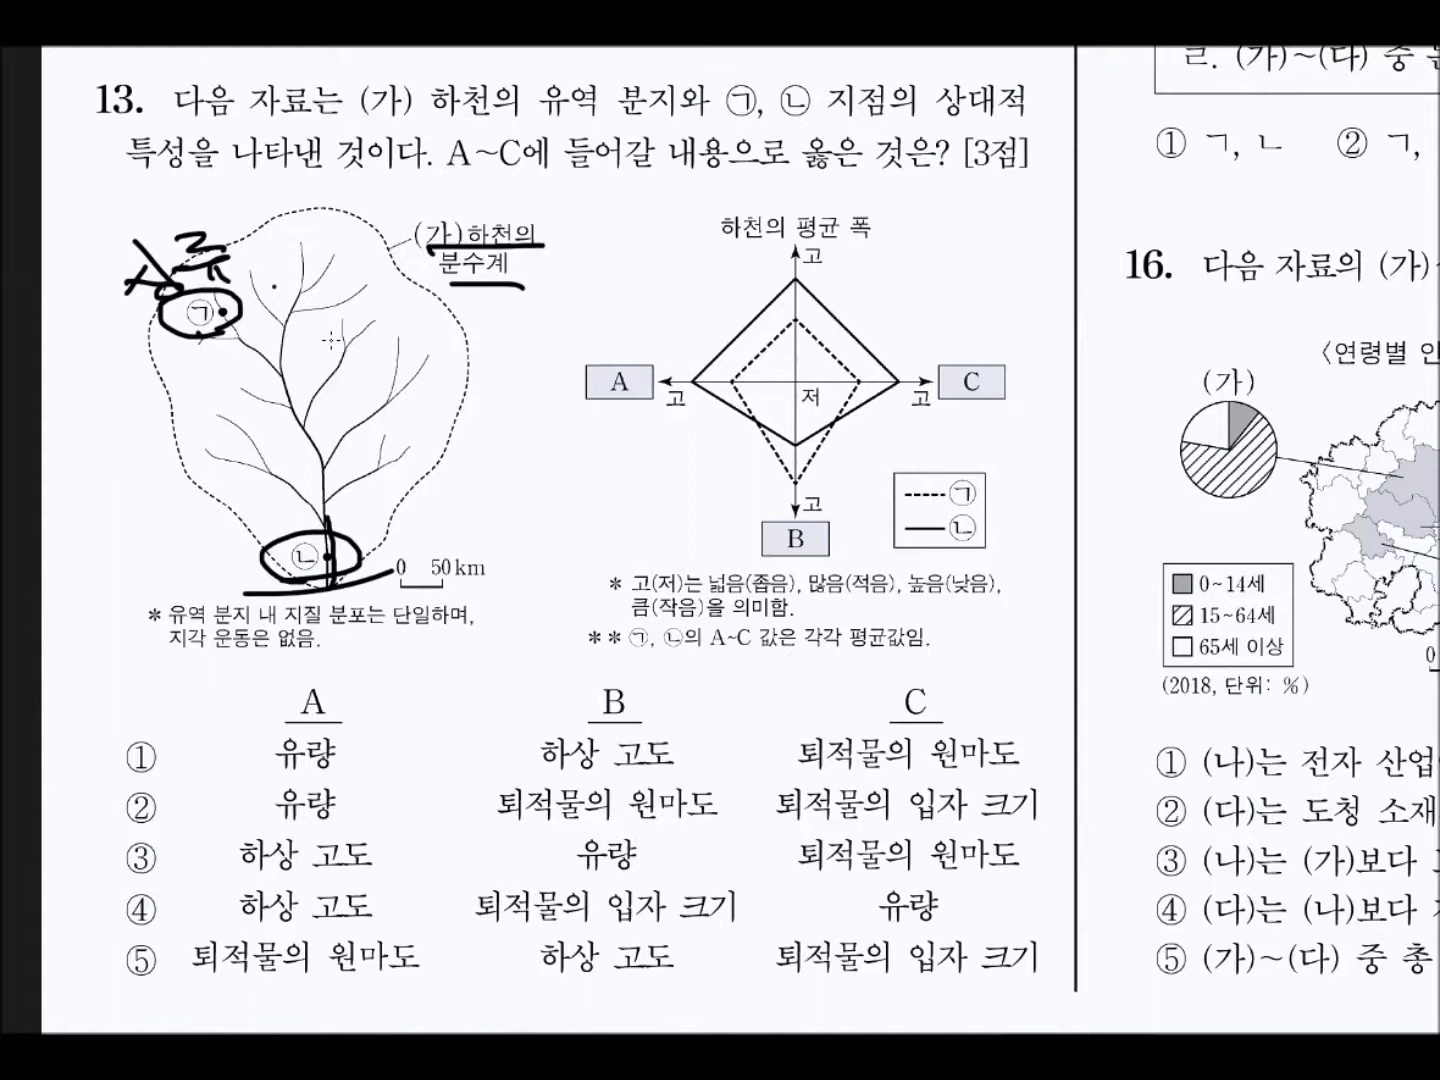 13. 다음 자료는 (가) 하천의 유역 분지와 ㉠, ㉡ 지점의 상대적
특성을 나타낸 것이다. A~C에 들어갈 내용으로 옳은 것은? [3점]
상류
(가)하천의
분수계
㉠
㉡
0 50km
* 유역 분지 내 지질 분포는 단일하며,
지각 운동은 없음.
하천의 평균 폭
고
A
고
저
고
C
고
B
㉠
㉡
* 고(저)는 넓음(좁음), 많음(적음), 높음(낮음),
큼(작음)을 의미함.
** ㉠, ㉡의 A~C 값은 각각 평균값임.
A B C
① 유량 하상 고도 퇴적물의 원마도
② 유량 퇴적물의 원마도 퇴적물의 입자 크기
③ 하상 고도 유량 퇴적물의 원마도
④ 하상 고도 퇴적물의 입자 크기 유량
⑤ 퇴적물의 원마도 하상 고도 퇴적물의 입자 크기
ㄹ. (가)~(다) 중
① ㄱ, ㄴ ② ㄱ,
16. 다음 자료의 (가)
〈연령별 인
(가)
0~14세
15~64세
65세 이상
0
(2018, 단위: %)
① (나)는 전자 산업
② (다)는 도청 소재
③ (나)는 (가)보다
④ (다)는 (나)보다
⑤ (가)~(다) 중 총